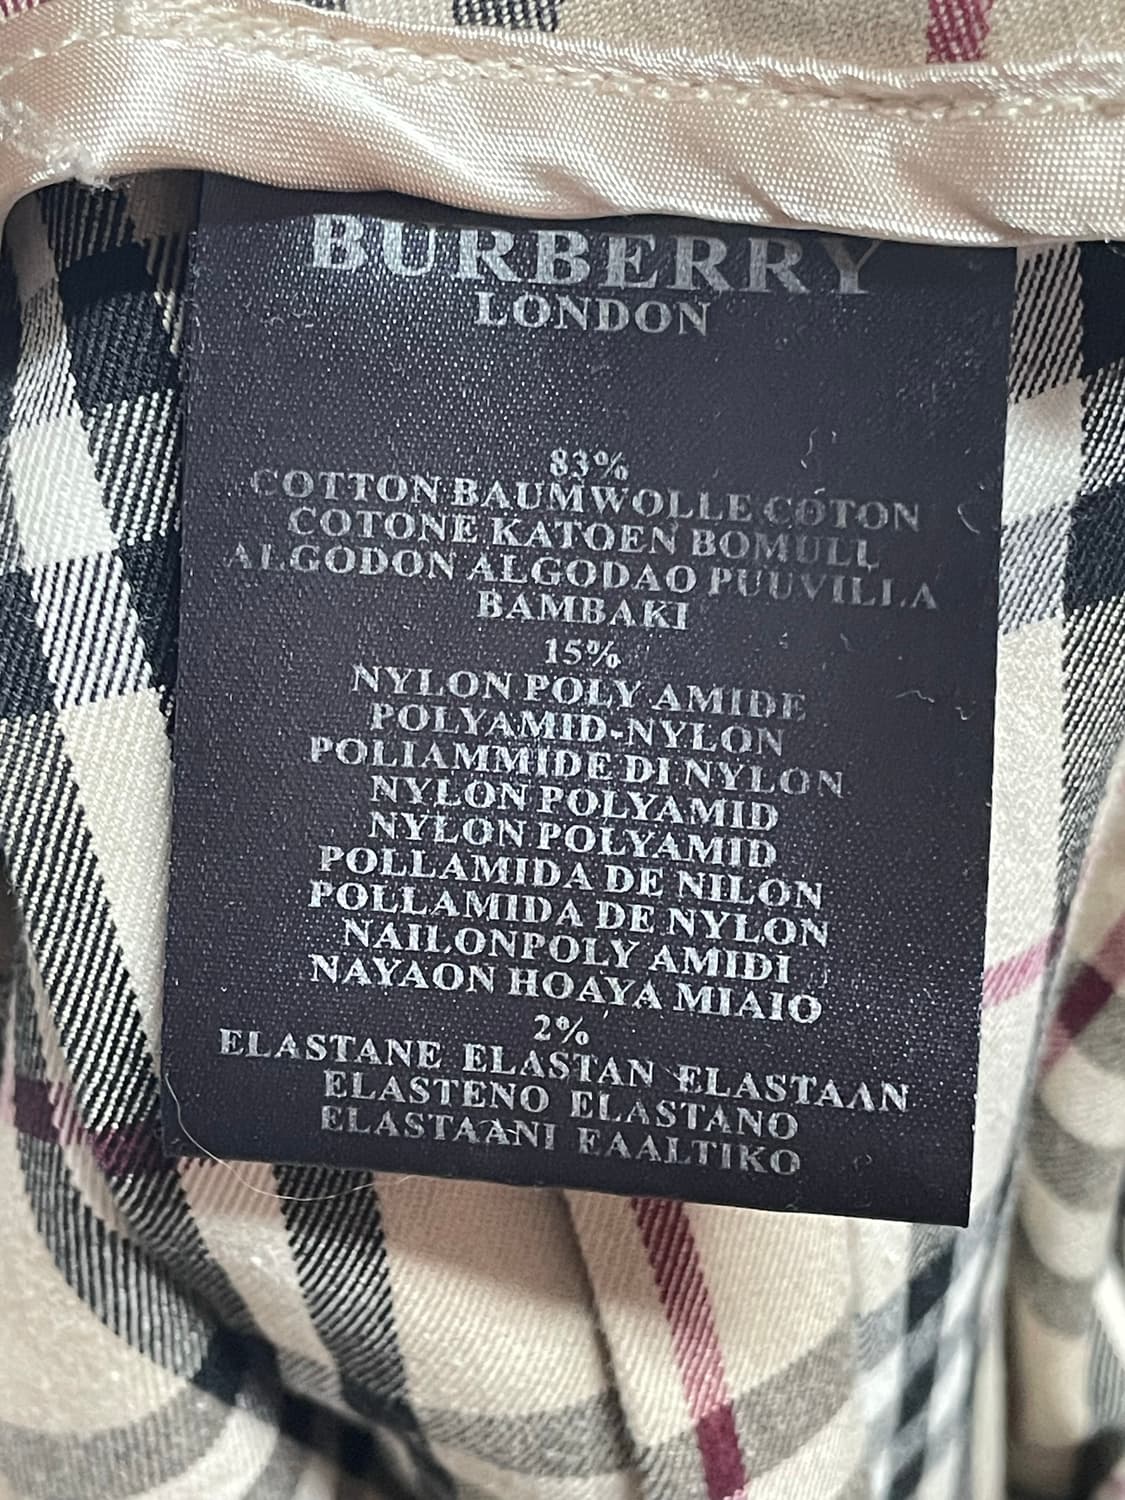 BURBERRY
LONDON
83%
COTTON BAUMWOLLE COTON
COTONE KATOEN BOMULL
ALGODON ALGODAO PUUVILLA
BAMBAKI
15%
NYLON POLYAMIDE
POLYAMID-NYLON
POLIAMMIDE DI NYLON
NYLON POLYAMID
NYLON POLYAMID
POLLAMIDA DE NILON
POLLAMIDA DE NYLON
NAILONPOLY AMIDI
NAYAON HOAYA MIAIO
2%
ELASTANE ELASTAN ELASTAAN
ELASTENO ELASTANO
ELASTAANI EAALTIKO